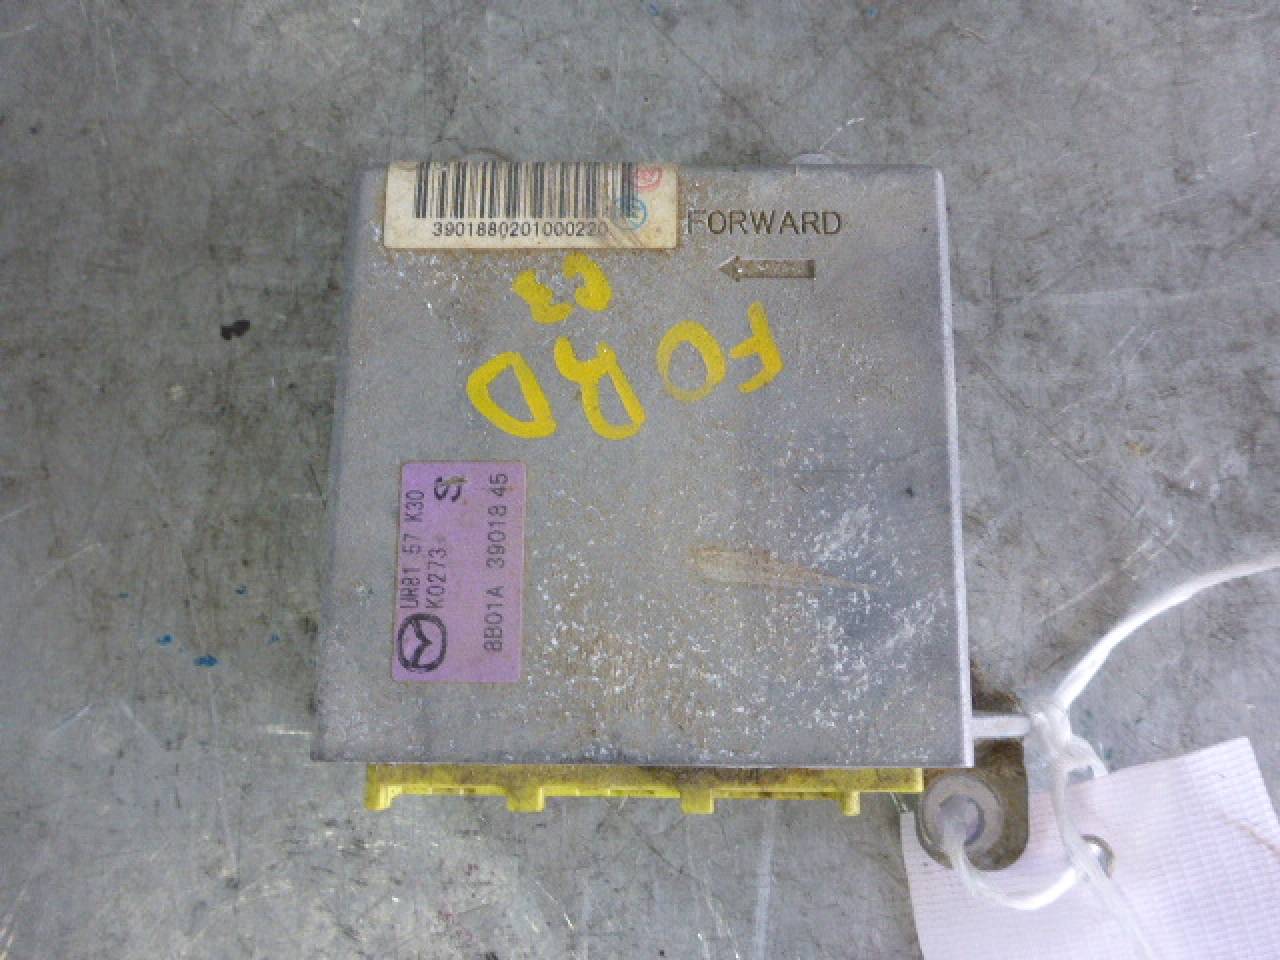 3901880201000220
FORWARD
C3
FORD
UR81 57 K30
K0273
S
8B01A 39018 45